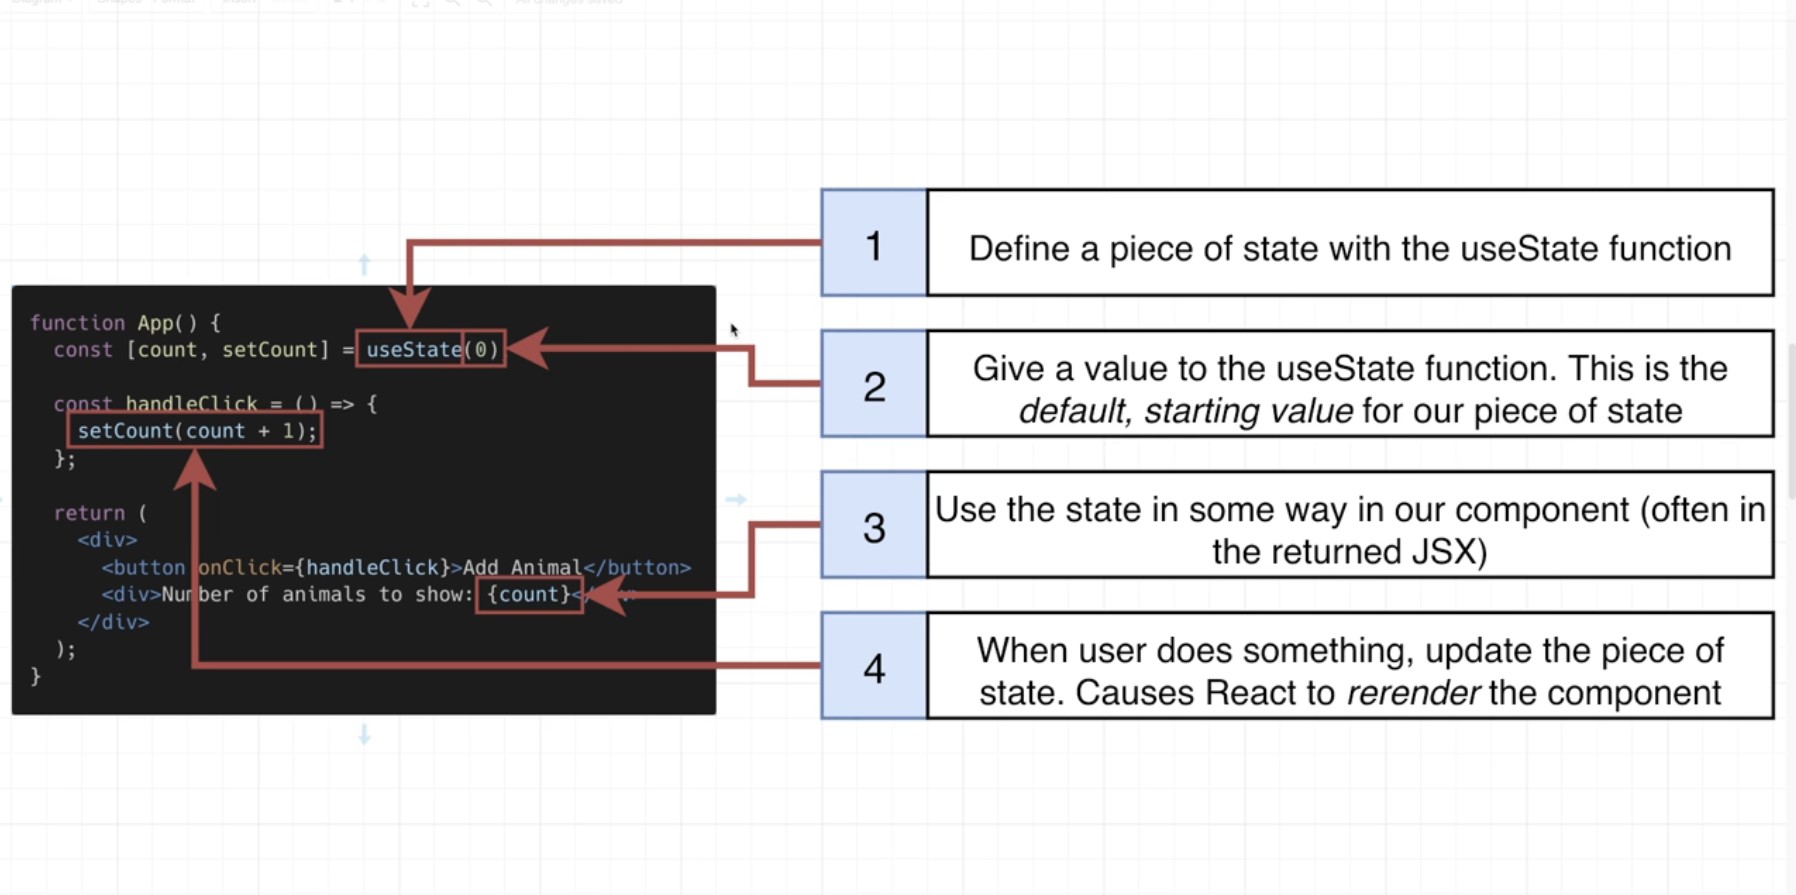 function App() {
const [count, setCount] = useState(0)
const handleClick = () => {
setCount(count + 1);
};
return (
<div>
<button onClick={handleClick}>Add Animal</button>
<div>Number of animals to show: {count}<
</div>
);
}
1
Define a piece of state with the useState function
2
Give a value to the useState function. This is the
default, starting value for our piece of state
3
Use the state in some way in our component (often in
the returned JSX)
4
When user does something, update the piece of
state. Causes React to rerender the component